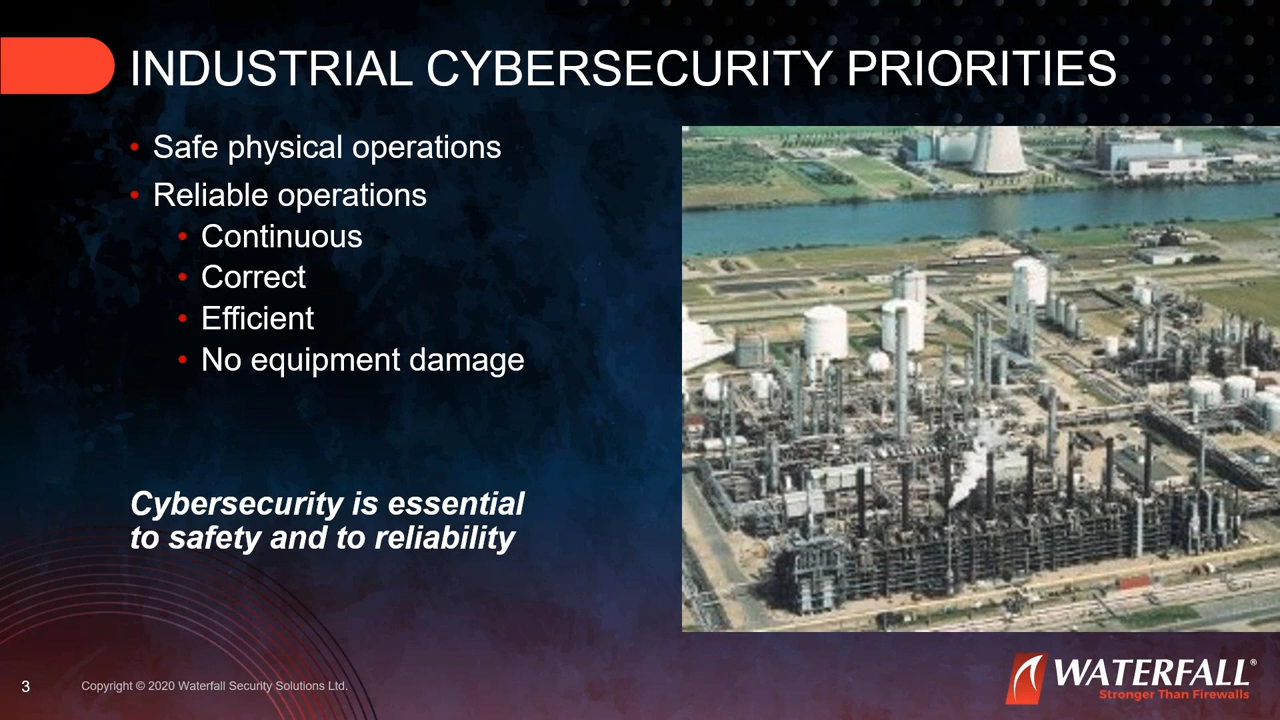 INDUSTRIAL CYBERSECURITY PRIORITIES
• Safe physical operations
• Reliable operations
• Continuous
• Correct
• Efficient
• No equipment damage
Cybersecurity is essential
to safety and to reliability
3
Copyright © 2020 Waterfall Security Solutions Ltd.
WATERFALL®
Stronger Than Firewalls